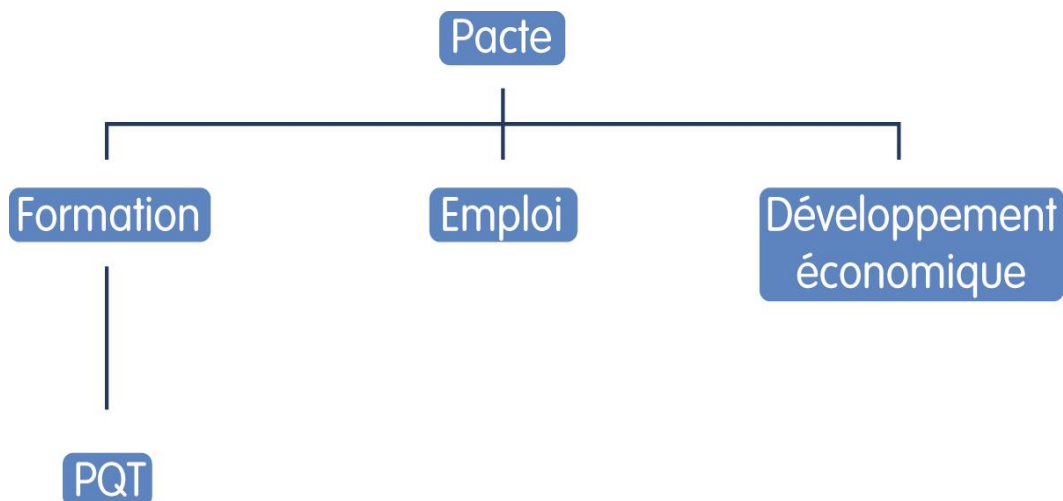 Pacte
Formation
Emploi
Développement
économique
PQT